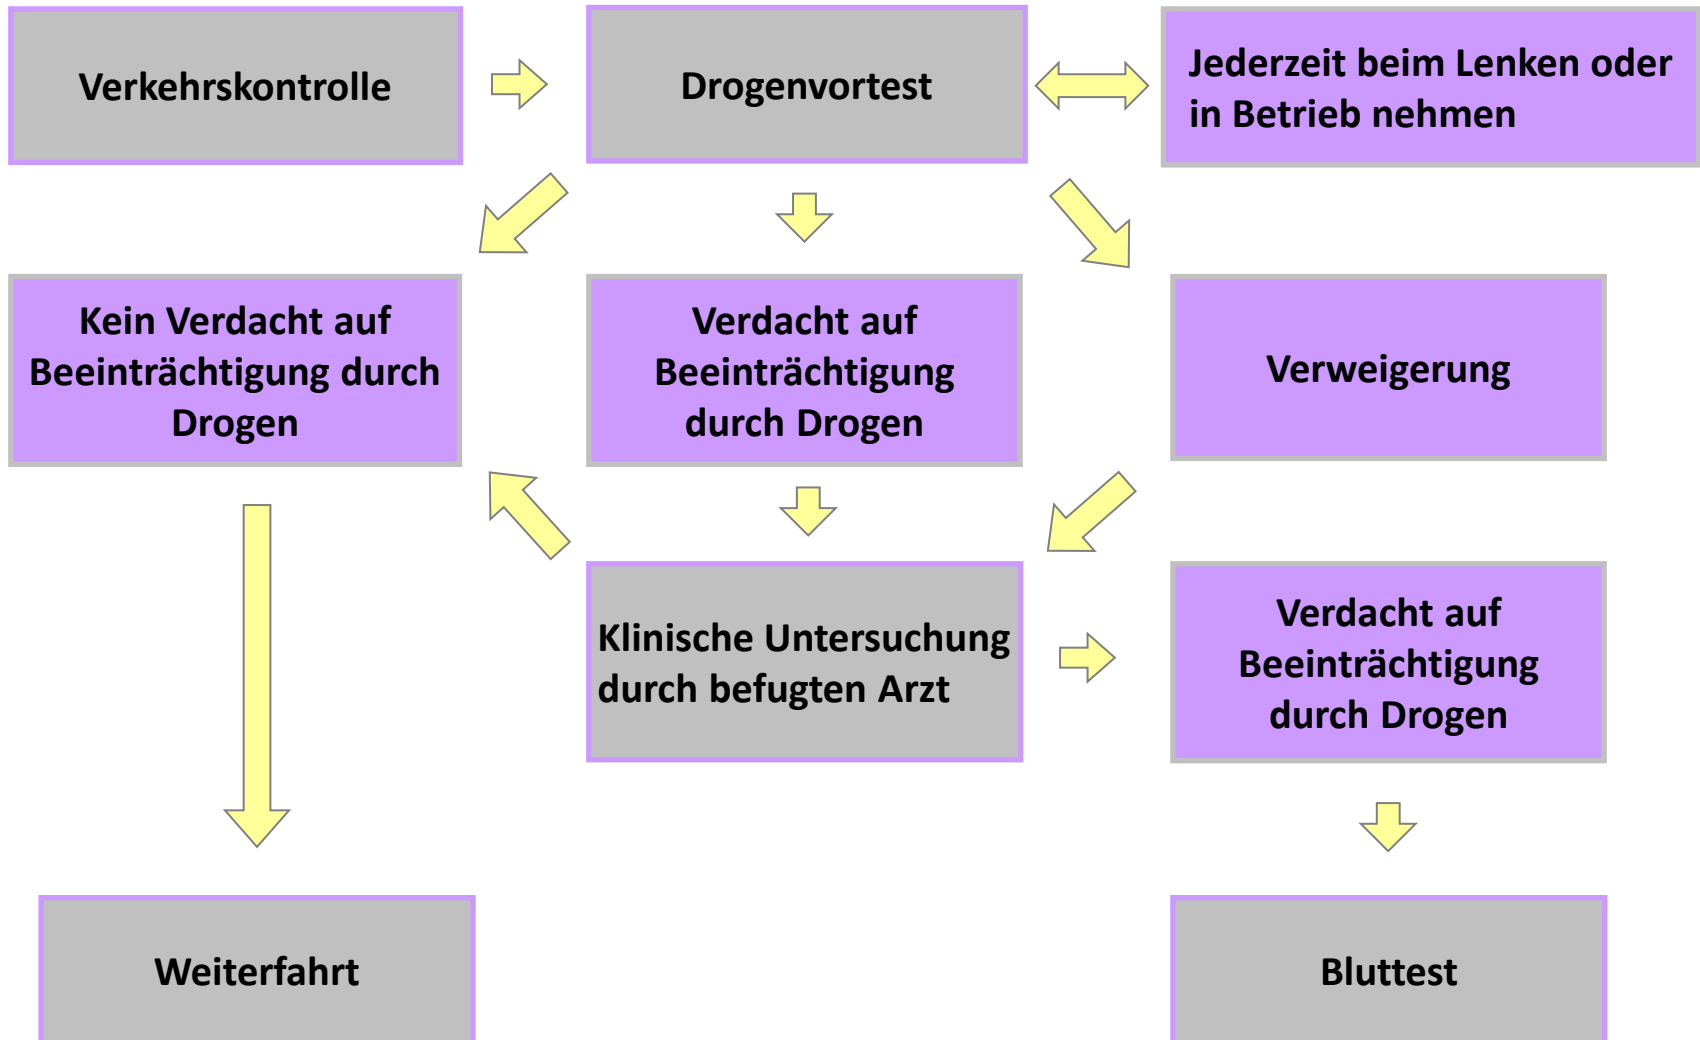 Verkehrskontrolle
Drogenvortest
Jederzeit beim Lenken oder
in Betrieb nehmen
Kein Verdacht auf
Beeinträchtigung durch
Drogen
Verdacht auf
Beeinträchtigung
durch Drogen
Verweigerung
Klinische Untersuchung
durch befugten Arzt
Verdacht auf
Beeinträchtigung
durch Drogen
Weiterfahrt
Bluttest